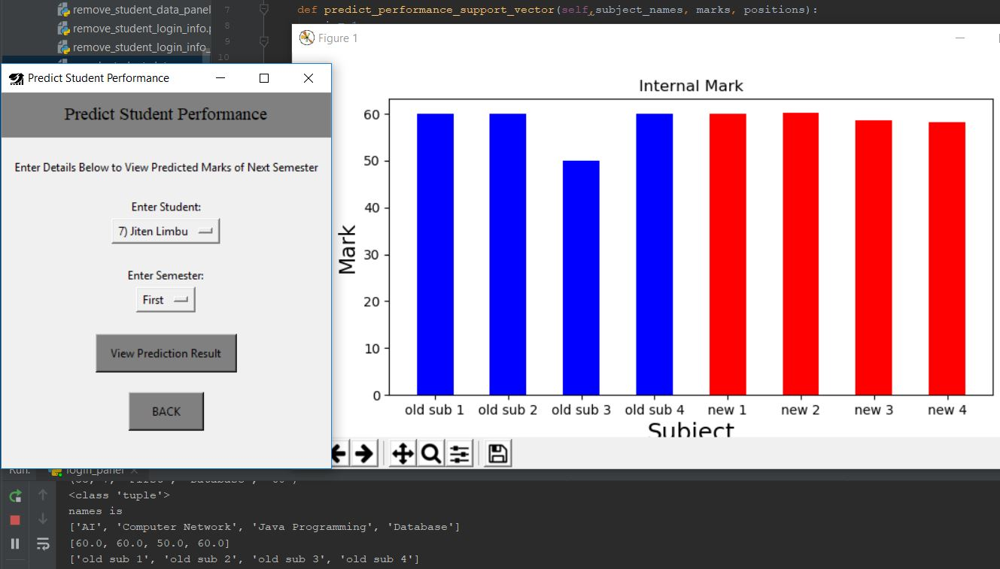 remove_student_data_panel
remove_student_login_info.p
remove_student_login_info_
7
8
9
10
def predict_performance_support_vector(self,subject_names, marks, positions):
Figure 1
Predict Student Performance
Predict Student Performance
Enter Details Below to View Predicted Marks of Next Semester
Enter Student:
7) Jiten Limbu
Enter Semester:
First
View Prediction Result
BACK
Internal Mark
60
50
40
30
20
10
0
Mark
old sub 1 old sub 2 old sub 3 old sub 4 new 1 new 2 new 3 new 4
Subject
Run: login_panel
<class 'tuple'>
names is
['AI', 'Computer Network', 'Java Programming', 'Database']
[60.0, 60.0, 50.0, 60.0]
['old sub 1', 'old sub 2', 'old sub 3', 'old sub 4']